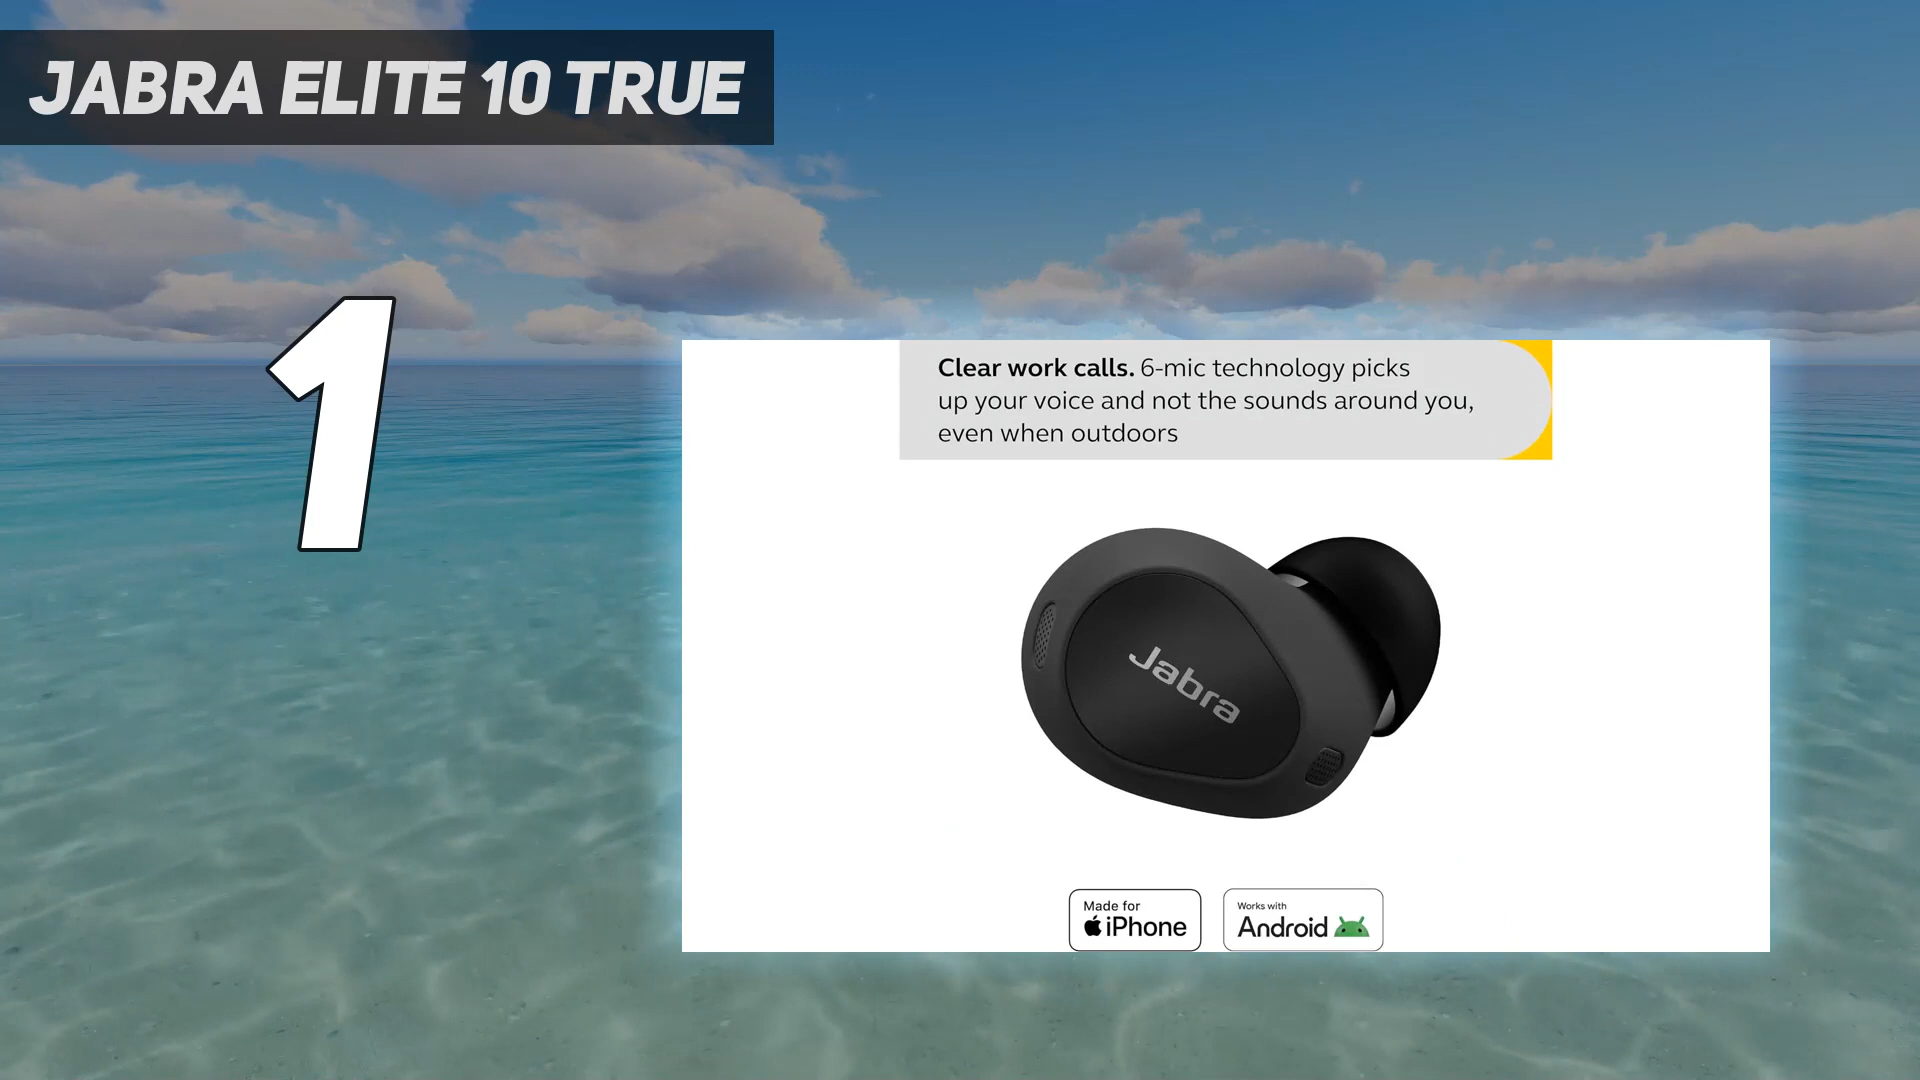 JABRA ELITE 10 TRUE
1
Clear work calls. 6-mic technology picks
up your voice and not the sounds around you,
even when outdoors
Jabra
Made for
iPhone
Works with
Android